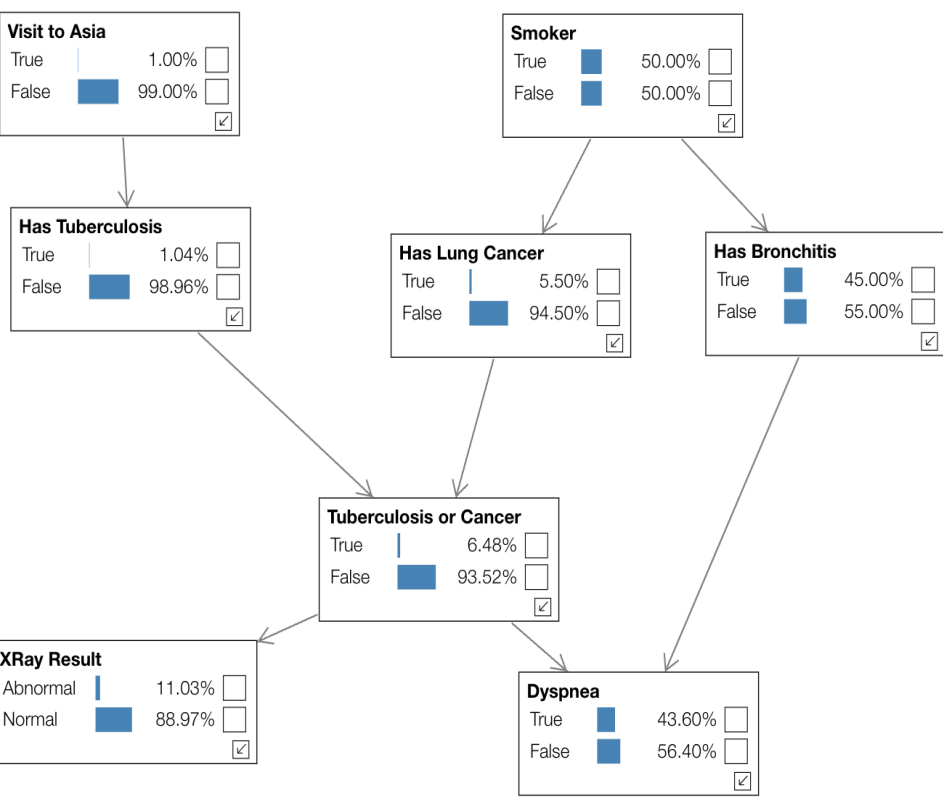 Visit to Asia
True 1.00%
False 99.00%
Smoker
True 50.00%
False 50.00%
Has Tuberculosis
True 1.04%
False 98.96%
Has Lung Cancer
True 5.50%
False 94.50%
Has Bronchitis
True 45.00%
False 55.00%
Tuberculosis or Cancer
True 6.48%
False 93.52%
XRay Result
Abnormal 11.03%
Normal 88.97%
Dyspnea
True 43.60%
False 56.40%